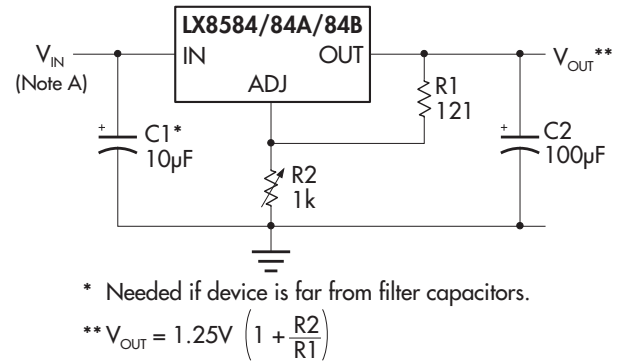 LX8584/84A/84B
V_IN
IN
OUT
V_OUT**
(Note A)
ADJ
R1
121
+
C1*
10µF
+
C2
100µF
R2
1k
* Needed if device is far from filter capacitors.
** V_OUT = 1.25V (1 + R2/R1)